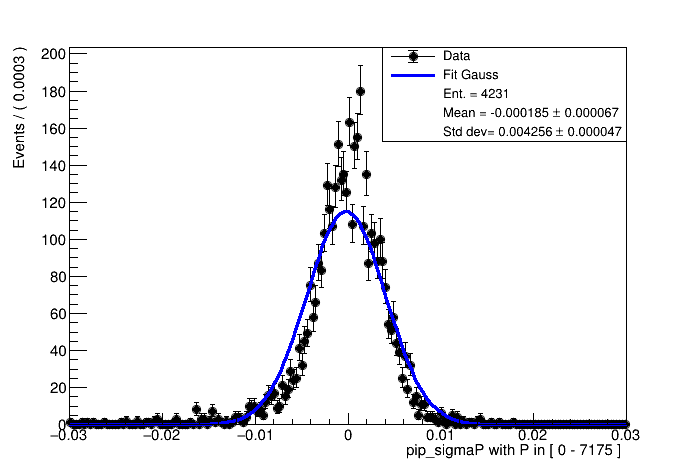 Events / ( 0.0003 )
200
180
160
140
120
100
80
60
40
20
0
Data
Fit Gauss
Ent. = 4231
Mean = -0.000185 ± 0.000067
Std dev= 0.004256 ± 0.000047
−0.03 −0.02 −0.01 0 0.01 0.02 0.03
pip_sigmaP with P in [ 0 - 7175 ]